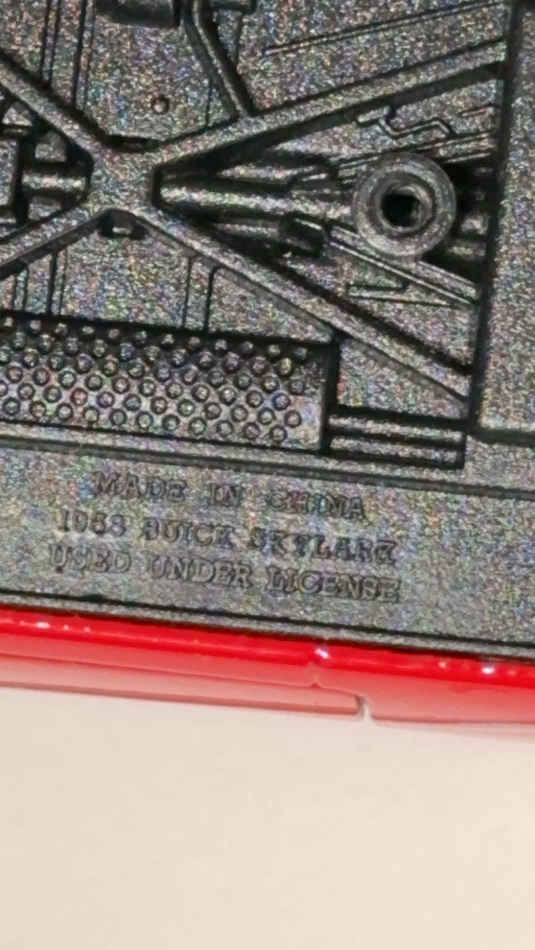 MADE IN CHINA
1953 BUICK SKYLARK
USED UNDER LICENSE